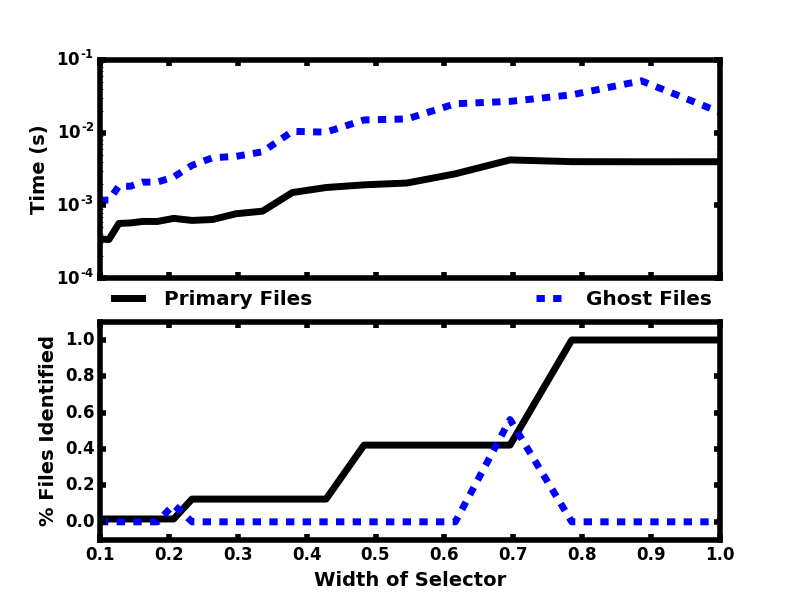 10^-1
10^-2
10^-3
10^-4
Time (s)
Primary Files
Ghost Files
1.0
0.8
0.6
0.4
0.2
0.0
% Files Identified
0.1 0.2 0.3 0.4 0.5 0.6 0.7 0.8 0.9 1.0
Width of Selector